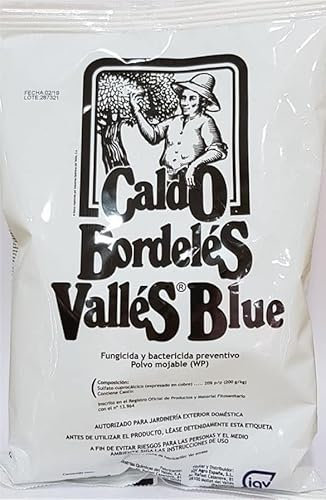 FECHA:02/19
LOTE:287321
Caldo
Bordelés
Vallés® Blue
Fungicida y bactericida preventivo
Polvo mojable (WP)
Composición:
Sulfato cuprocálcico (expresado en cobre) ..... 20% p/p (200 g/kg)
Contiene Caolín
Inscrito en el Registro Oficial de Productos y Material Fitosanitario
con el nº 13.964
AUTORIZADO PARA JARDINERÍA EXTERIOR DOMÉSTICA
ANTES DE UTILIZAR EL PRODUCTO, LÉASE DETENIDAMENTE ESTA ETIQUETA
A FIN DE EVITAR RIESGOS PARA LAS PERSONAS Y EL MEDIO
AMBIENTE SIGA LAS INSTRUCCIONES DE USO
iqv